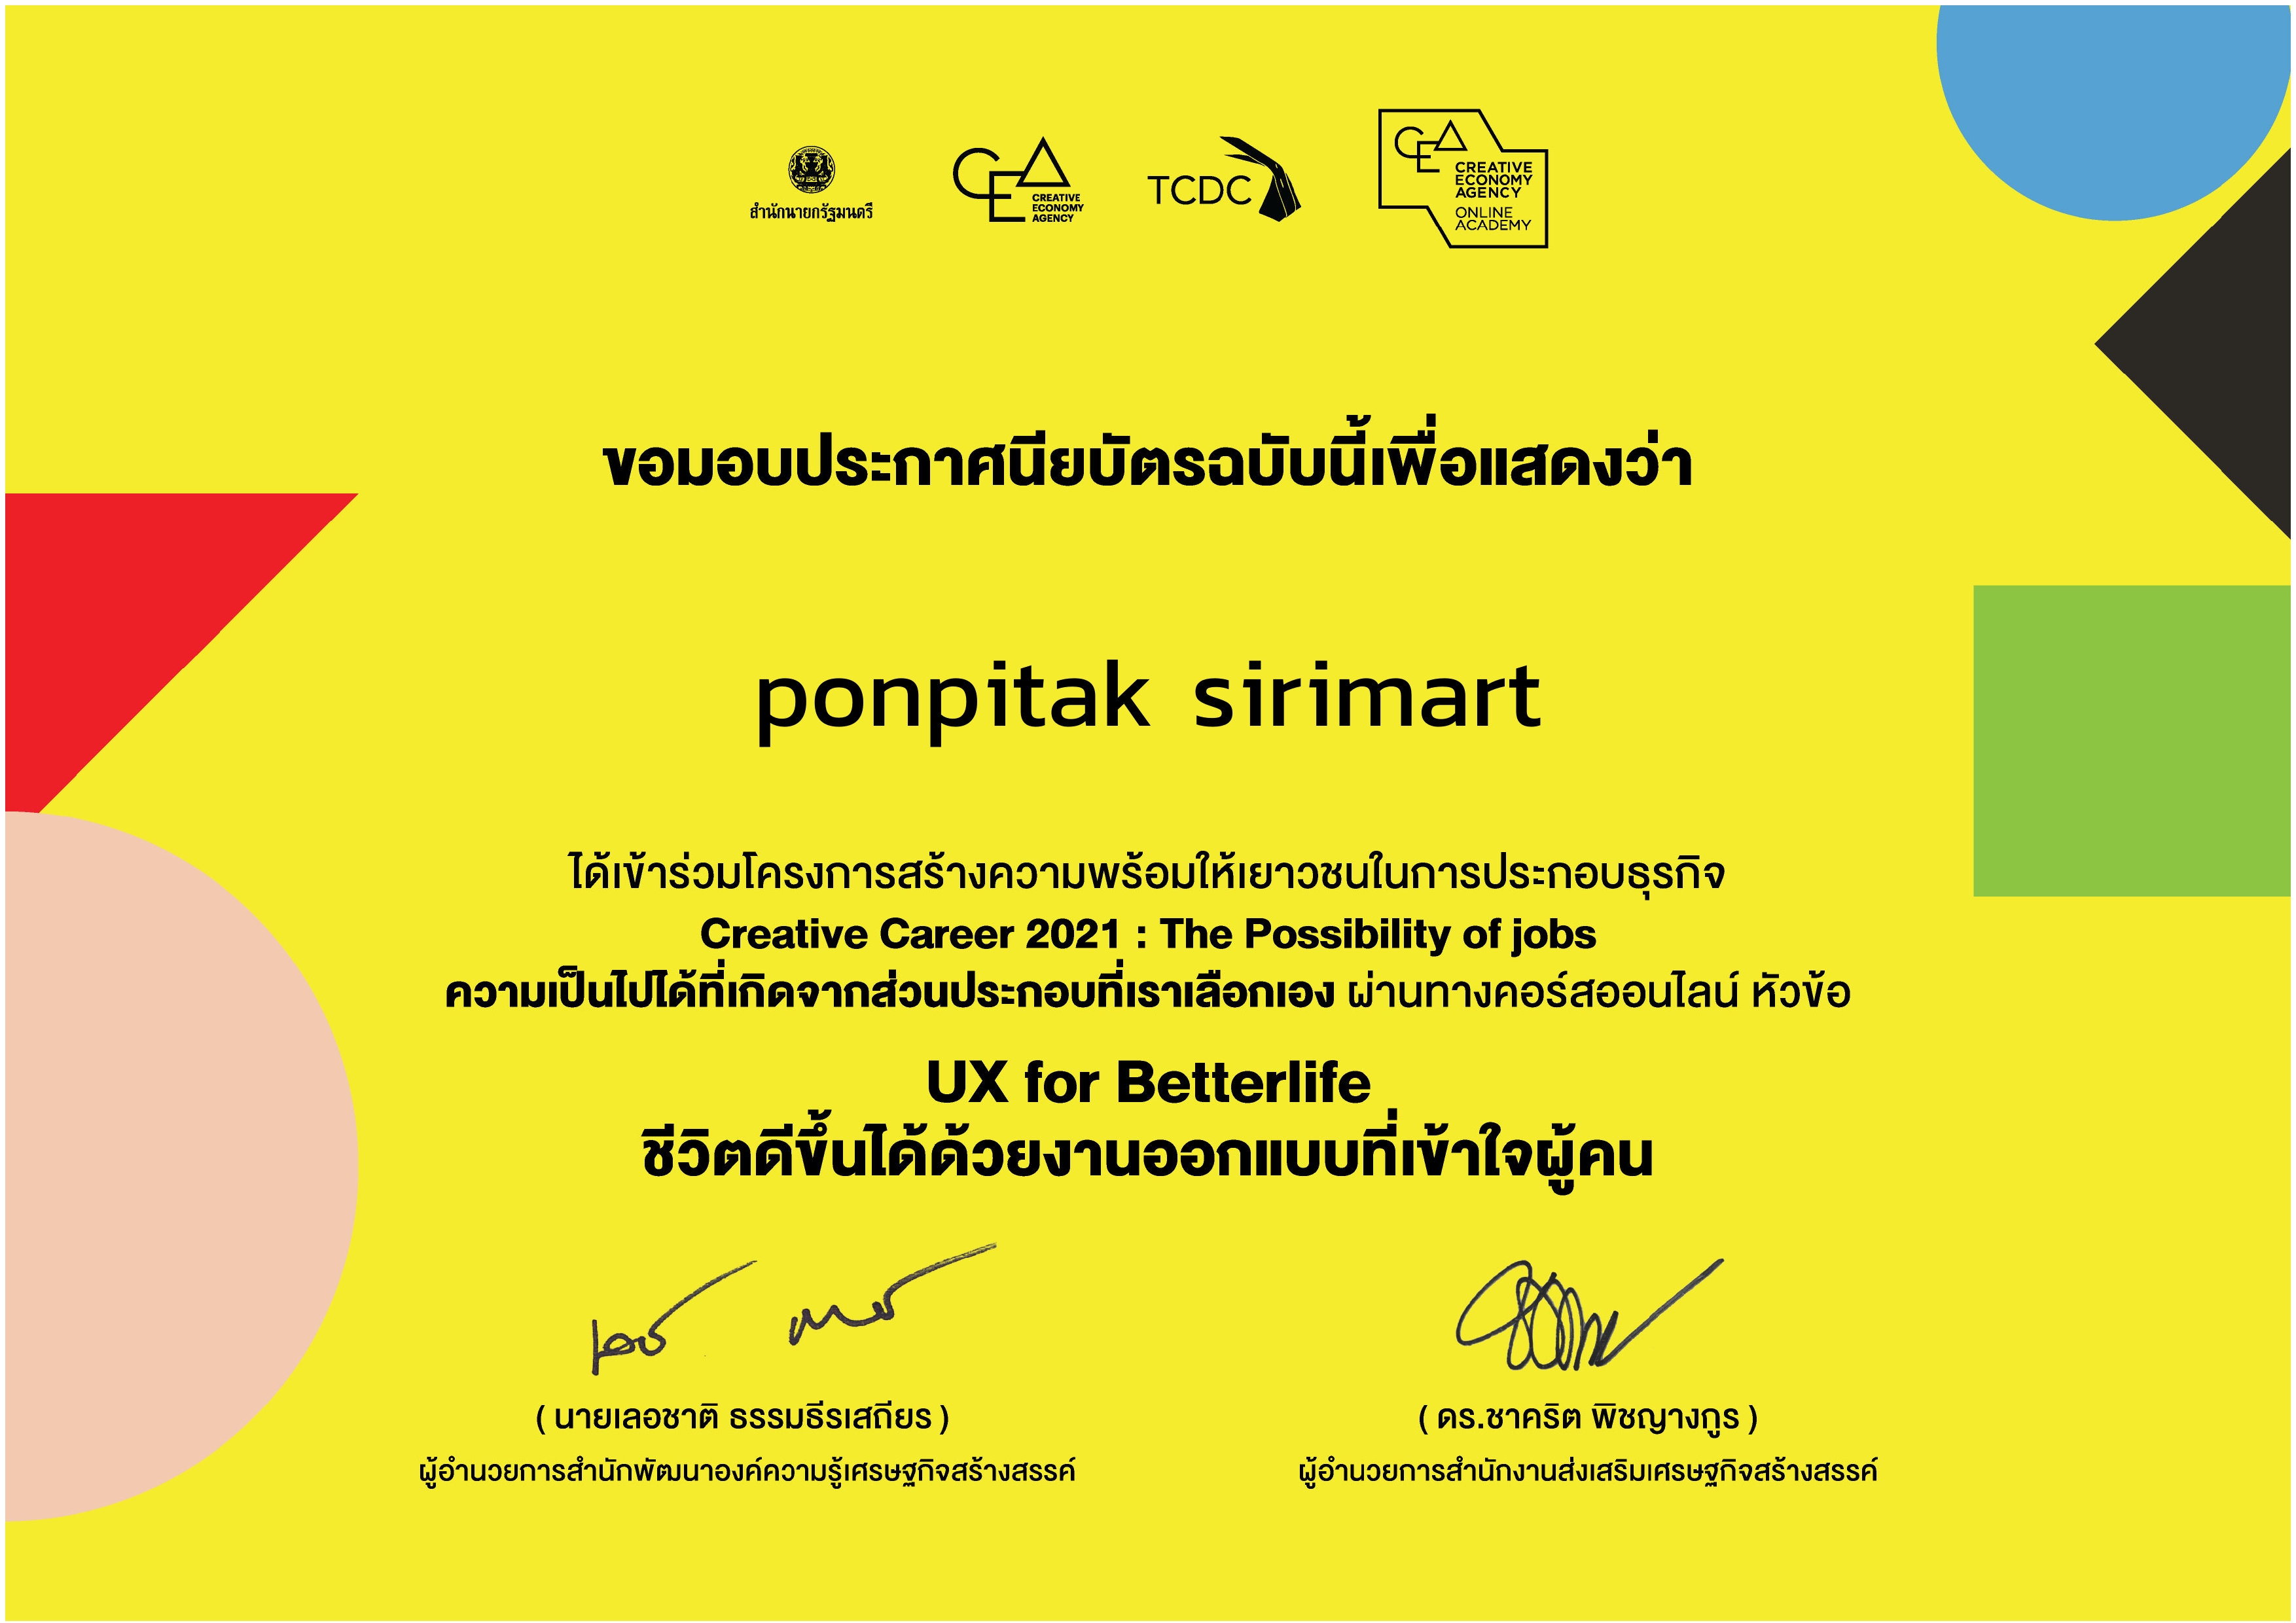 สำนักนายกรัฐมนตรี
CEA
CREATIVE
ECONOMY
AGENCY
TCDC
CEA
CREATIVE
ECONOMY
AGENCY
ONLINE
ACADEMY
ขอมอบประกาศนียบัตรฉบับนี้เพื่อแสดงว่า
ponpitak sirimart
ได้เข้าร่วมโครงการสร้างความพร้อมให้เยาวชนในการประกอบธุรกิจ
Creative Career 2021 : The Possibility of jobs
ความเป็นไปได้ที่เกิดจากส่วนประกอบที่เราเลือกเอง ผ่านทางคอร์สออนไลน์ หัวข้อ
UX for Betterlife
ชีวิตดีขึ้นได้ด้วยงานออกแบบที่เข้าใจผู้คน
( นายเลอชาติ ธรรมธีรเสถียร )
( ดร.ชาคริต พิชญางกูร )
ผู้อำนวยการสำนักพัฒนาองค์ความรู้เศรษฐกิจสร้างสรรค์
ผู้อำนวยการสำนักงานส่งเสริมเศรษฐกิจสร้างสรรค์